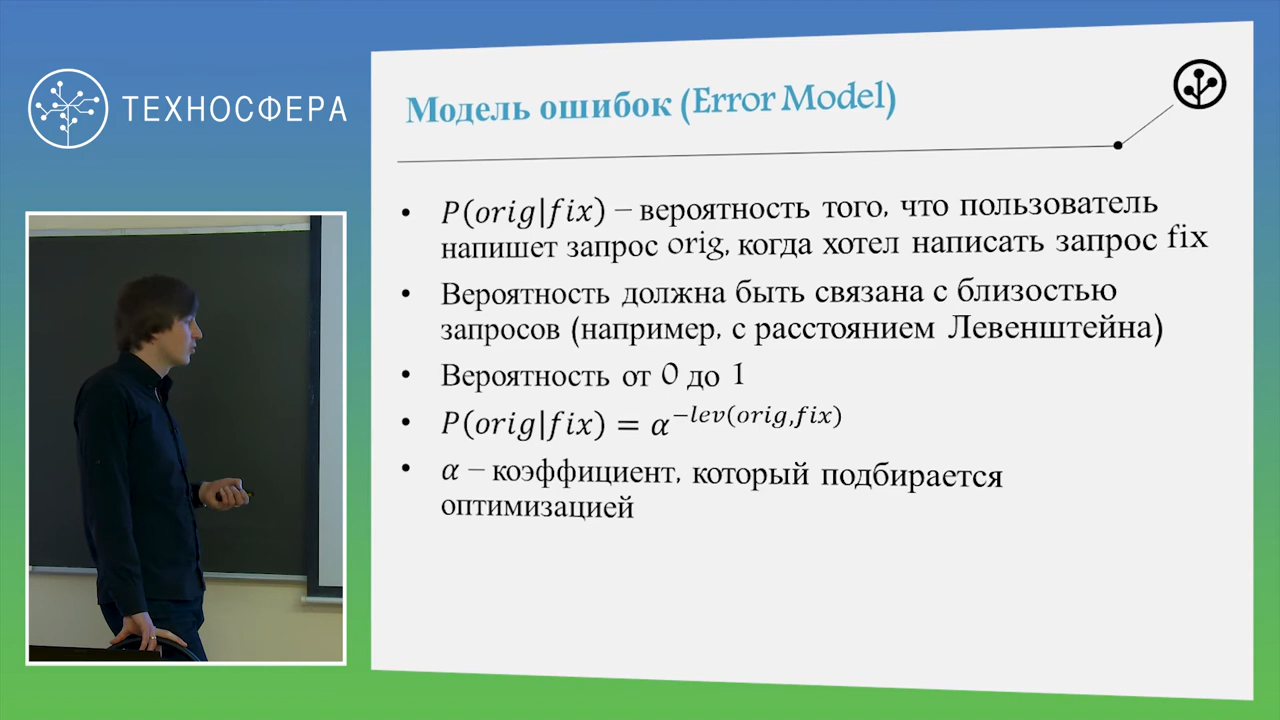 ТЕХНОСФЕРА
Модель ошибок (Error Model)
• P(orig|fix) – вероятность того, что пользователь
напишет запрос orig, когда хотел написать запрос fix
• Вероятность должна быть связана с близостью
запросов (например, с расстоянием Левенштейна)
• Вероятность от 0 до 1
• P(orig|fix) = α^{-lev(orig,fix)}
• α – коэффициент, который подбирается
оптимизацией